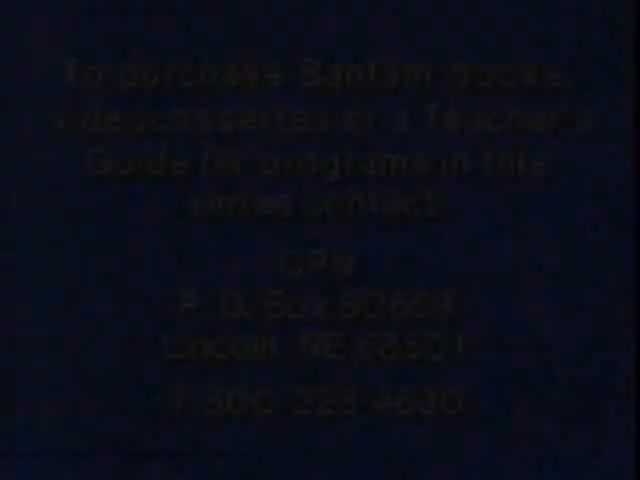 To purchase Bantam books,
videocassettes or a Teacher's
Guide for programs in this
series contact:
GPN
P. O. Box
Lincoln, NE 68501
1-800-228-4630